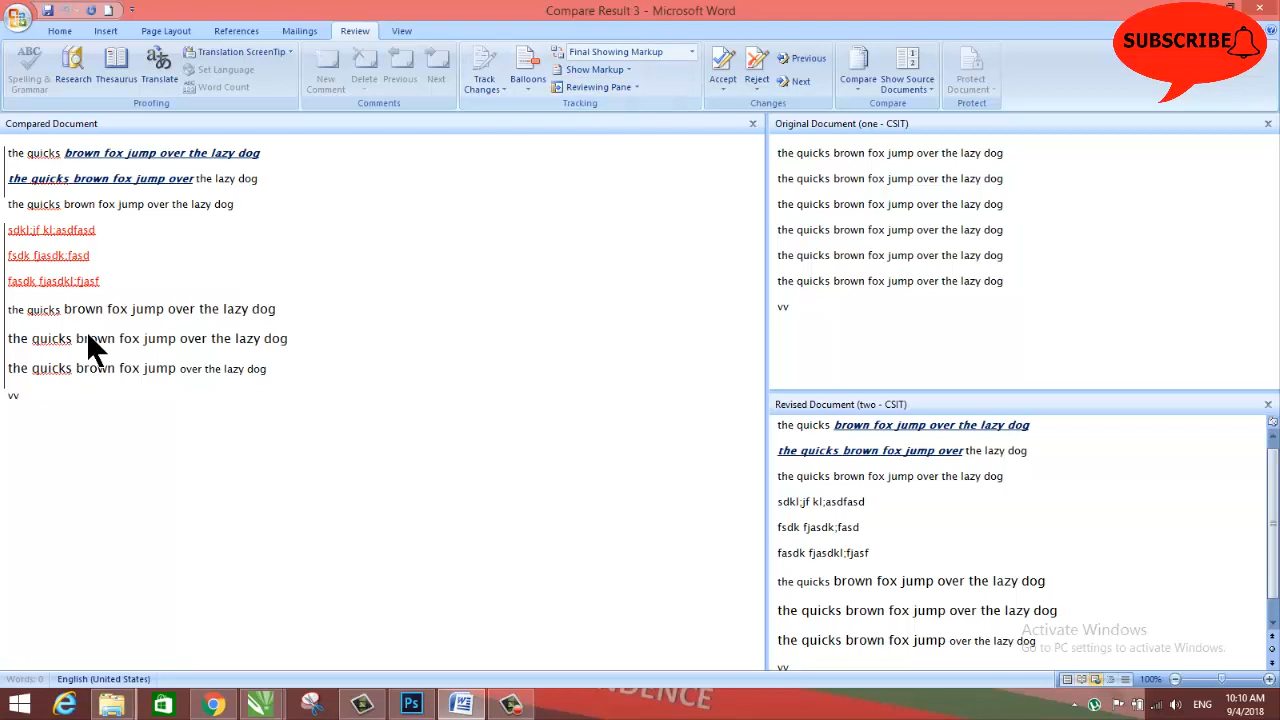 Compare Result 3 - Microsoft Word
SUBSCRIBE
Home Insert Page Layout References Mailings Review View
Spelling & Grammar
Research
Thesaurus
Translate
Translation ScreenTip
Set Language
Word Count
Proofing
New Comment
Delete
Previous
Next
Comments
Track Changes
Balloons
Final Showing Markup
Show Markup
Reviewing Pane
Tracking
Accept
Reject
Previous
Next
Changes
Compare
Show Source Documents
Compare
Protect Document
Protect
Compared Document
the quicks brown fox jump over the lazy dog
the quicks brown fox jump over the lazy dog
the quicks brown fox jump over the lazy dog
sdkl;jf kl;asdfasd
fsdk fjasdk;fasd
fasdk fjasdkl;fjasf
the quicks brown fox jump over the lazy dog
the quicks brown fox jump over the lazy dog
the quicks brown fox jump over the lazy dog
vv
Original Document (one - CSIT)
the quicks brown fox jump over the lazy dog
the quicks brown fox jump over the lazy dog
the quicks brown fox jump over the lazy dog
the quicks brown fox jump over the lazy dog
the quicks brown fox jump over the lazy dog
the quicks brown fox jump over the lazy dog
vv
Revised Document (two - CSIT)
the quicks brown fox jump over the lazy dog
the quicks brown fox jump over the lazy dog
the quicks brown fox jump over the lazy dog
sdkl;jf kl;asdfasd
fsdk fjasdk;fasd
fasdk fjasdkl;fjasf
the quicks brown fox jump over the lazy dog
the quicks brown fox jump over the lazy dog
the quicks brown fox jump over the lazy dog
vv
Activate Windows
Go to PC settings to activate Windows.
Words: 0 English (United States) 100%
Ps
ENG
10:10 AM
9/4/2018